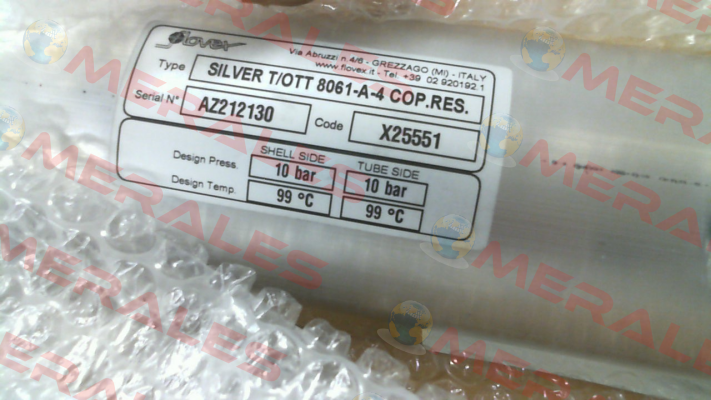 flovex
Via Abruzzi n.4/6 - GREZZAGO (MI) - ITALY
www.flovex.it - Tel +39 02 920192.1
Type SILVER T/OTT 8061-A-4 COP.RES.
Serial N° AZ212130 Code X25551
SHELL SIDE TUBE SIDE
Design Press. 10 bar 10 bar
Design Temp. 99 °C 99 °C
MERALES
MERALES
MERALES
MERALES
MERALES